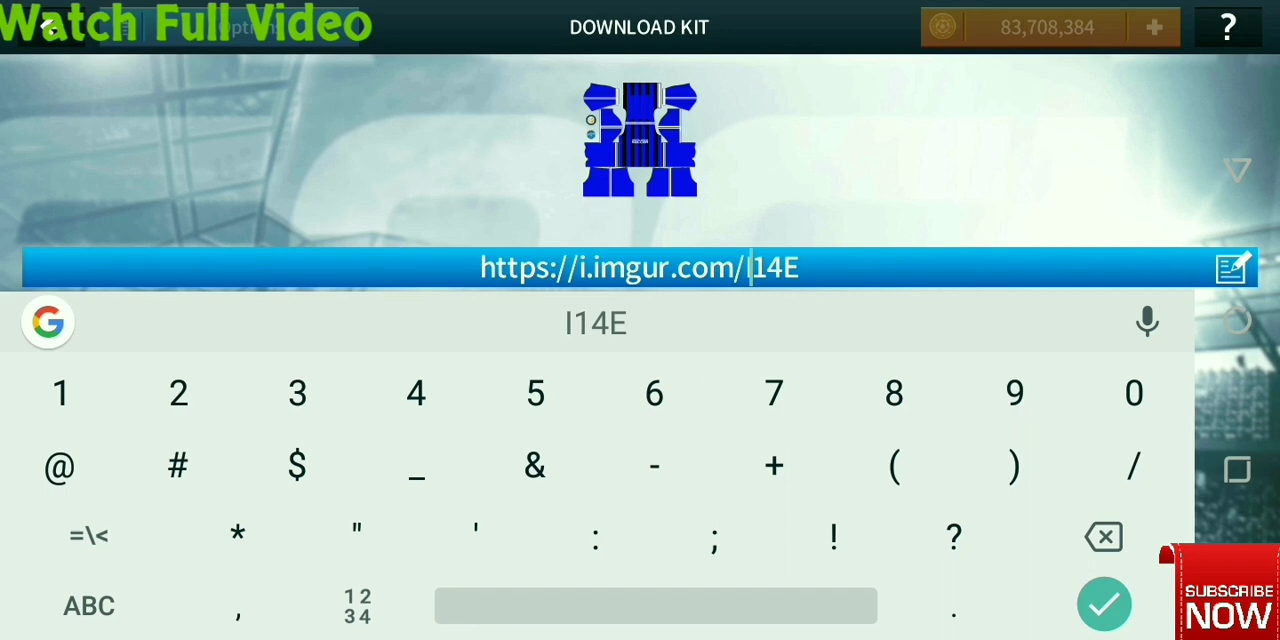 Watch Full Video
Options
DOWNLOAD KIT
83,708,384 +
?
https://i.imgur.com/I14E
G
I14E
1 2 3 4 5 6 7 8 9 0
@ # $ _ & - + ( ) /
=\< * " ' : ; ! ?
ABC , 12 34 .
SUBSCRIBE
NOW